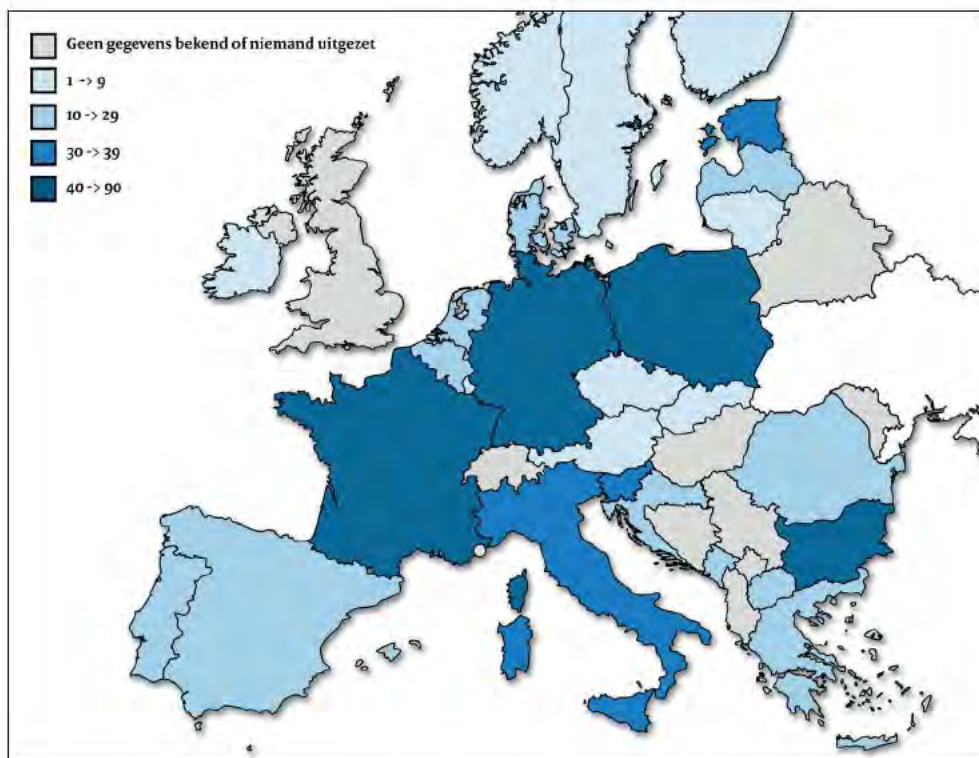 Geen gegevens bekend of niemand uitgezet
1 -> 9
10 -> 29
30 -> 39
40 -> 90